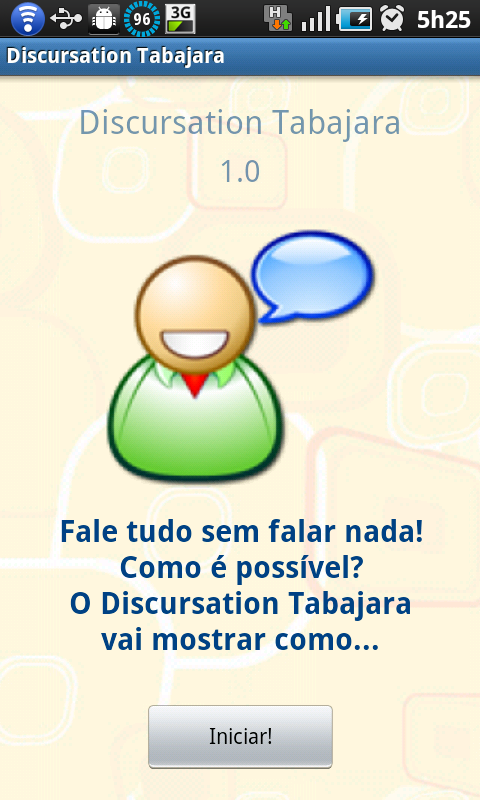 96 3G H 5h25
Discursation Tabajara
Discursation Tabajara
1.0
Fale tudo sem falar nada!
Como é possível?
O Discursation Tabajara
vai mostrar como...
Iniciar!